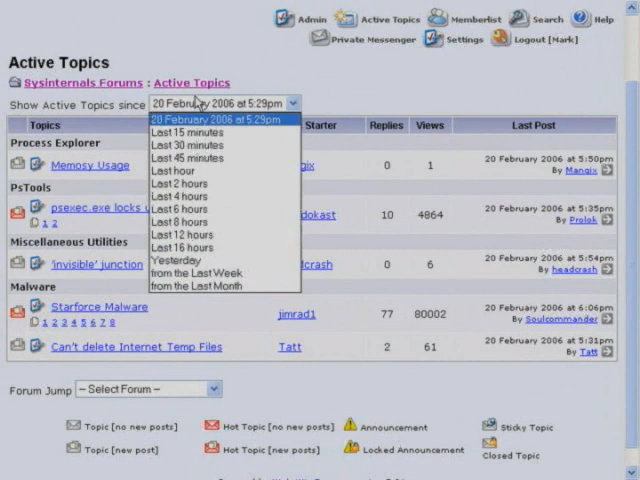 Admin Active Topics Memberlist Search Help
Private Messenger Settings Logout [Mark]
Active Topics
Sysinternals Forums : Active Topics
Show Active Topics since 20 February 2006 at 5:29pm
20 February 2006 at 5:29pm
Last 15 minutes
Last 30 minutes
Last 45 minutes
Last hour
Last 2 hours
Last 4 hours
Last 6 hours
Last 8 hours
Last 12 hours
Last 16 hours
Yesterday
from the Last Week
from the Last Month
Topics Starter Replies Views Last Post
Process Explorer
Memosy Usage 0 1 20 February 2006 at 5:50pm
By Mangix
PsTools
psexec.exe locks dokast 10 4864 20 February 2006 at 5:35pm
1 2 By Prolok
Miscellaneous Utilities
'invisible' junction 0 6 20 February 2006 at 5:54pm
By headcrash
Malware
Starforce Malware jimrad1 77 80002 20 February 2006 at 6:06pm
1 2 3 4 5 6 7 8 By Soulcommander
Can't delete Internet Temp Files Tatt 2 61 20 February 2006 at 5:31pm
By Tatt
Forum Jump -- Select Forum --
Topic [no new posts] Hot Topic [no new posts] Announcement Sticky Topic
Topic [new post] Hot Topic [new posts] Locked Announcement Closed Topic